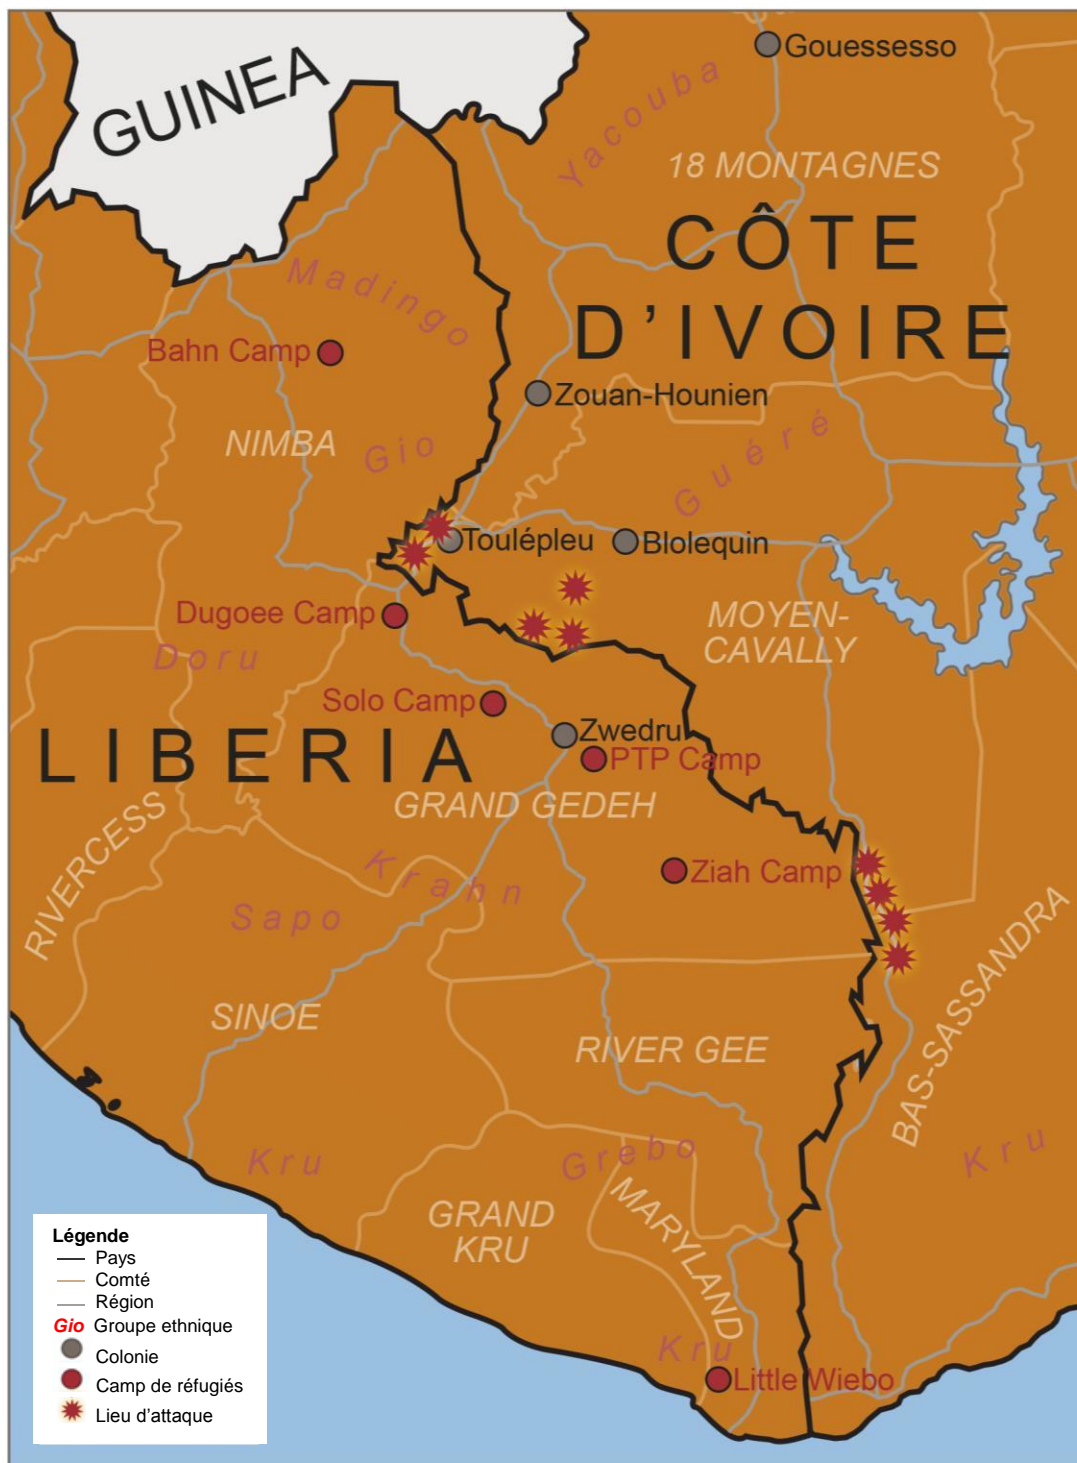 GUINEA
Gouessesso
Yacouba
18 MONTAGNES
CÔTE
D'IVOIRE
Madingo
Bahn Camp
Zouan-Hounien
NIMBA
Gio
Guéré
Toulépleu
Blolequin
Dugoee Camp
MOYEN-
CAVALLY
Doru
Solo Camp
LIBERIA
Zwedru
PTP Camp
GRAND GEDEH
RIVERCESS
Krahn
Ziah Camp
Sapo
BAS-SASSANDRA
SINOE
RIVER GEE
Kru
Grebo
Kru
GRAND
KRU
MARYLAND
Kru
Little Wiebo
Légende
Pays
Comté
Région
Gio Groupe ethnique
Colonie
Camp de réfugiés
Lieu d'attaque